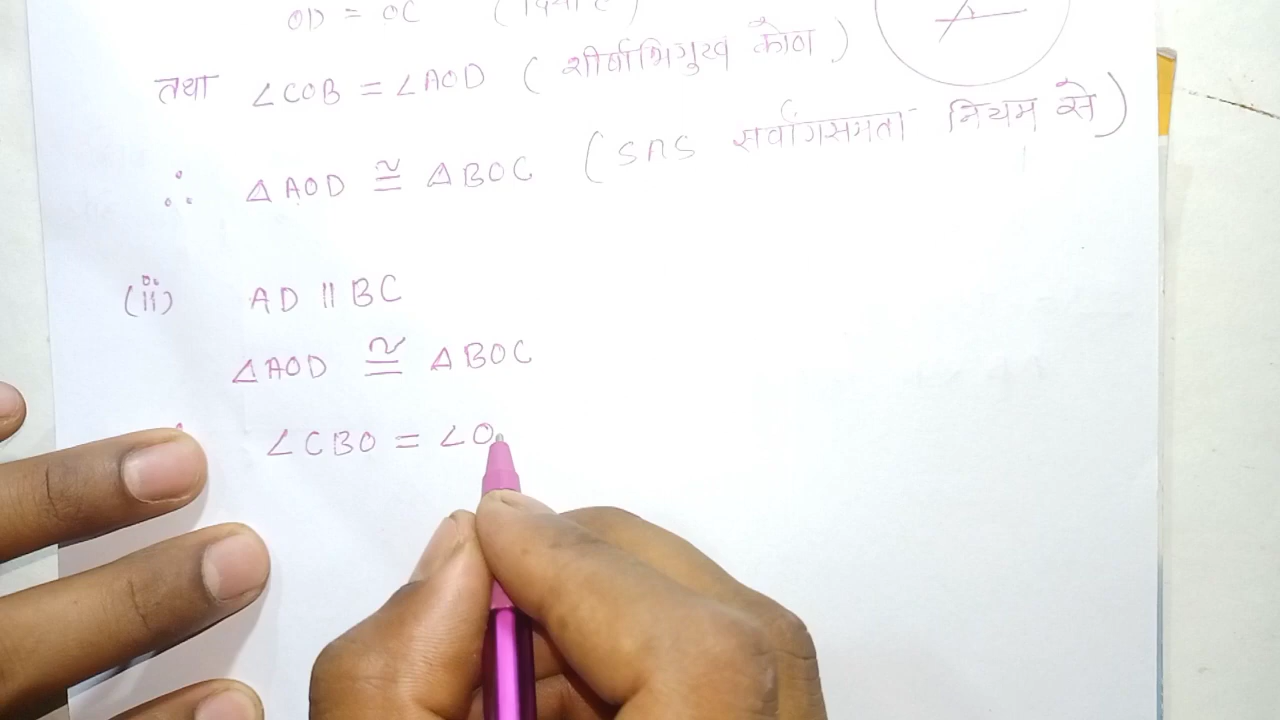 OD = OC (दिया है)
तथा ∠COB = ∠AOD (शीर्षाभिमुख कोण)
∴ △AOD ≅ △BOC (SAS सर्वांगसमता नियम से)
(ii) AD || BC
△AOD ≅ △BOC
∠CBO = ∠O